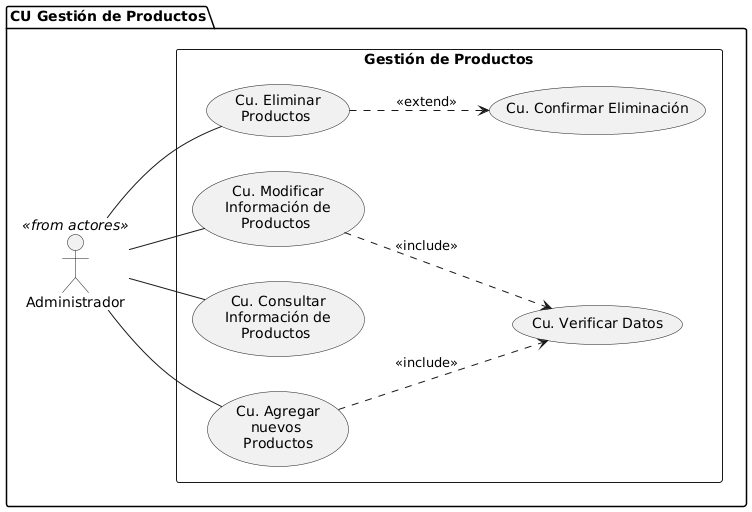 CU Gestión de Productos
Gestión de Productos
Cu. Eliminar
Productos
«extend»
Cu. Confirmar Eliminación
Cu. Modificar
Información de
Productos
«include»
«from actores»
Administrador
Cu. Consultar
Información de
Productos
Cu. Verificar Datos
«include»
Cu. Agregar
nuevos
Productos